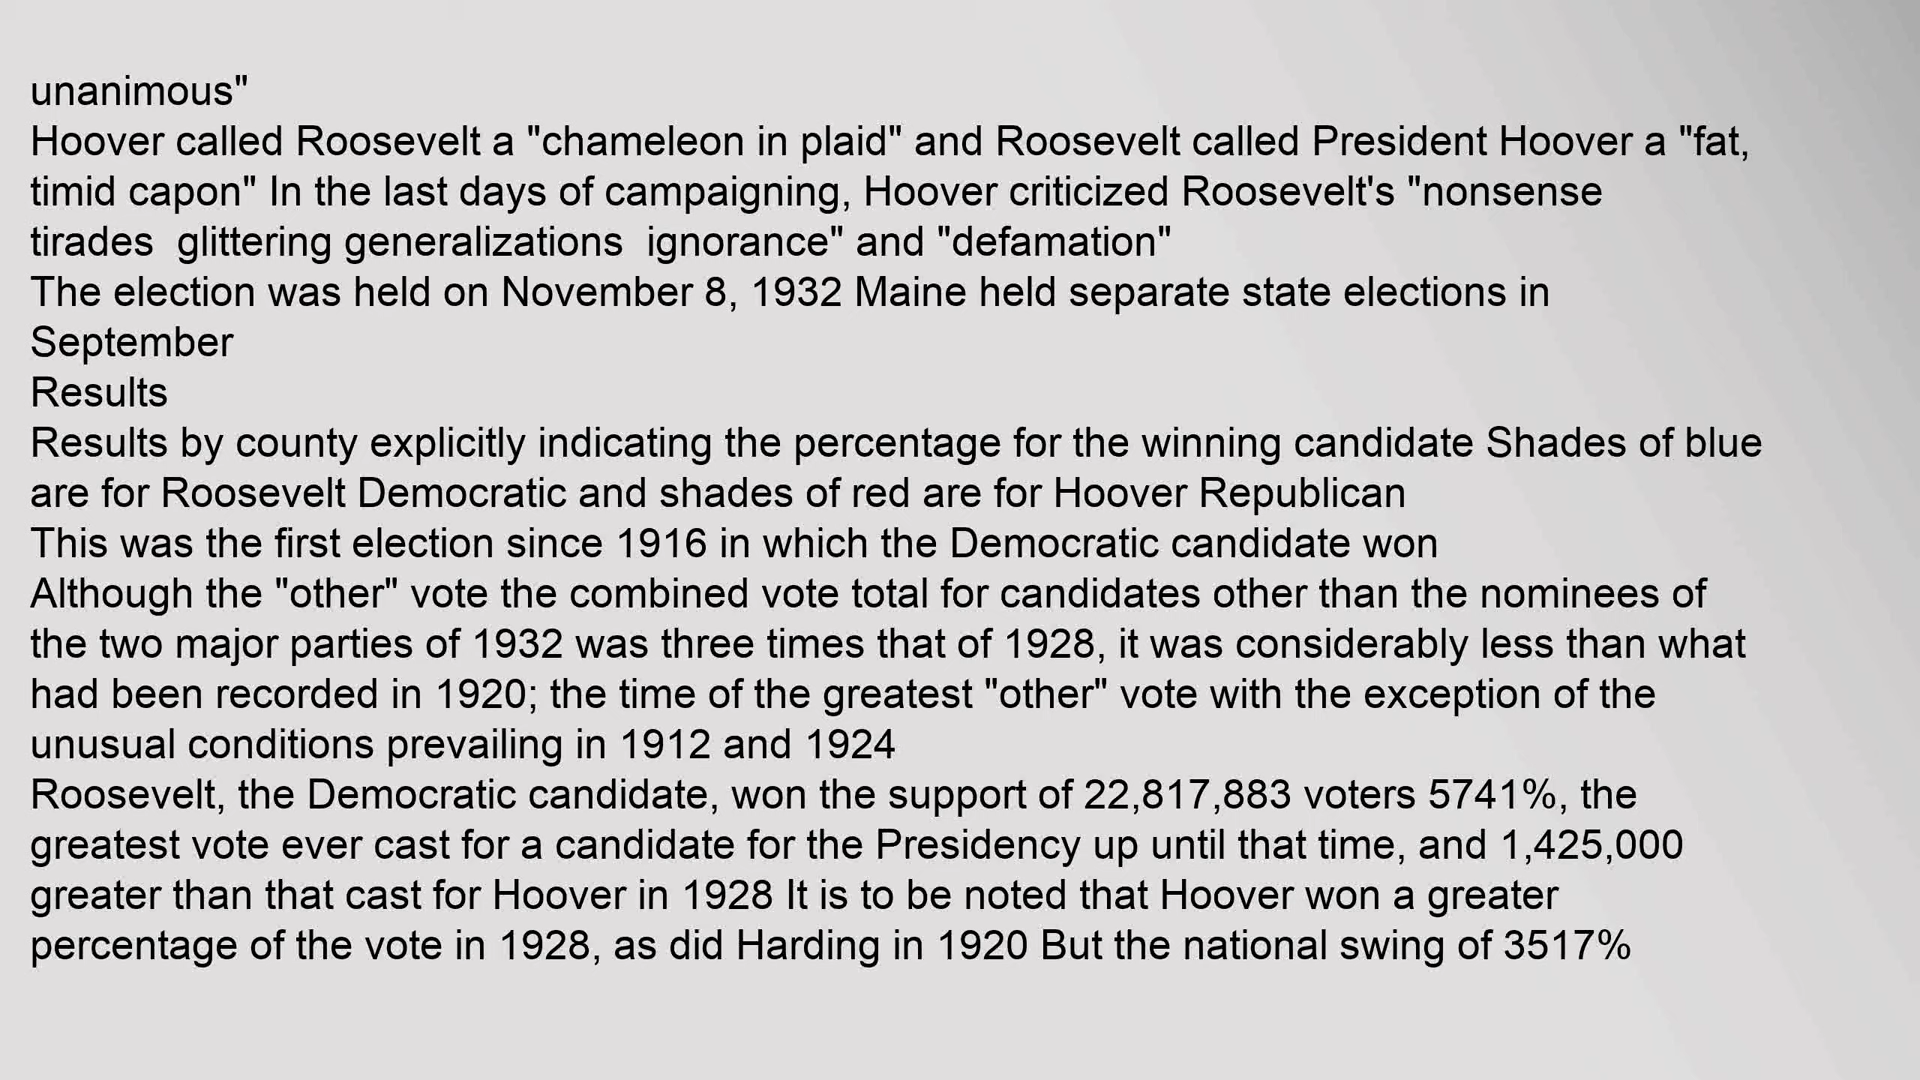 unanimous"
Hoover called Roosevelt a "chameleon in plaid" and Roosevelt called President Hoover a "fat,
timid capon" In the last days of campaigning, Hoover criticized Roosevelt's "nonsense
tirades  glittering generalizations  ignorance" and "defamation"
The election was held on November 8, 1932 Maine held separate state elections in
September
Results
Results by county explicitly indicating the percentage for the winning candidate Shades of blue
are for Roosevelt Democratic and shades of red are for Hoover Republican
This was the first election since 1916 in which the Democratic candidate won
Although the "other" vote the combined vote total for candidates other than the nominees of
the two major parties of 1932 was three times that of 1928, it was considerably less than what
had been recorded in 1920; the time of the greatest "other" vote with the exception of the
unusual conditions prevailing in 1912 and 1924
Roosevelt, the Democratic candidate, won the support of 22,817,883 voters 5741%, the
greatest vote ever cast for a candidate for the Presidency up until that time, and 1,425,000
greater than that cast for Hoover in 1928 It is to be noted that Hoover won a greater
percentage of the vote in 1928, as did Harding in 1920 But the national swing of 3517%